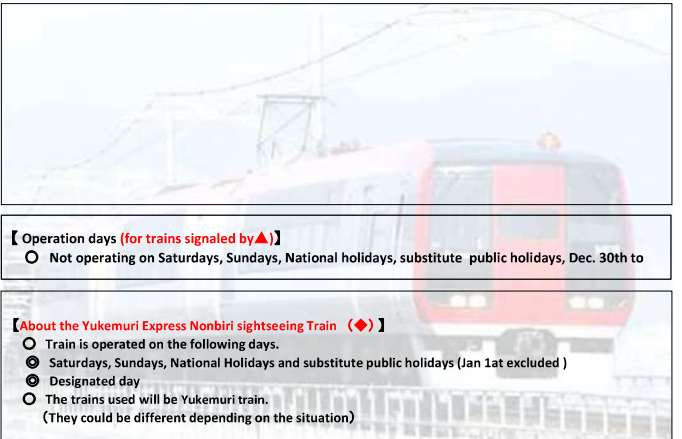 【 Operation days (for trains signaled by▲)】
○ Not operating on Saturdays, Sundays, National holidays, substitute public holidays, Dec. 30th to
【About the Yukemuri Express Nonbiri sightseeing Train （◆）】
○ Train is operated on the following days.
◎ Saturdays, Sundays, National Holidays and substitute public holidays (Jan 1at excluded )
◎ Designated day
○ The trains used will be Yukemuri train.
（They could be different depending on the situation）